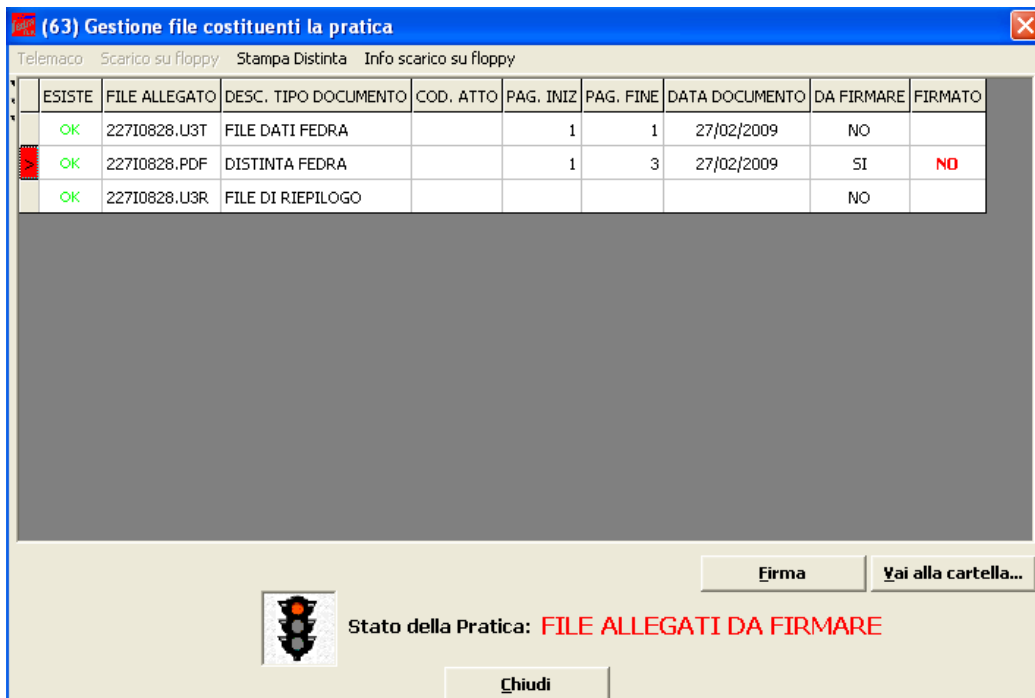 (63) Gestione file costituenti la pratica
Telemaco Scarico su floppy Stampa Distinta Info scarico su floppy
ESISTE FILE ALLEGATO DESC. TIPO DOCUMENTO COD. ATTO PAG. INIZ PAG. FINE DATA DOCUMENTO DA FIRMARE FIRMATO
OK 227I0828.U3T FILE DATI FEDRA 1 1 27/02/2009 NO
> OK 227I0828.PDF DISTINTA FEDRA 1 3 27/02/2009 SI NO
OK 227I0828.U3R FILE DI RIEPILOGO NO
Firma Vai alla cartella...
Stato della Pratica: FILE ALLEGATI DA FIRMARE
Chiudi